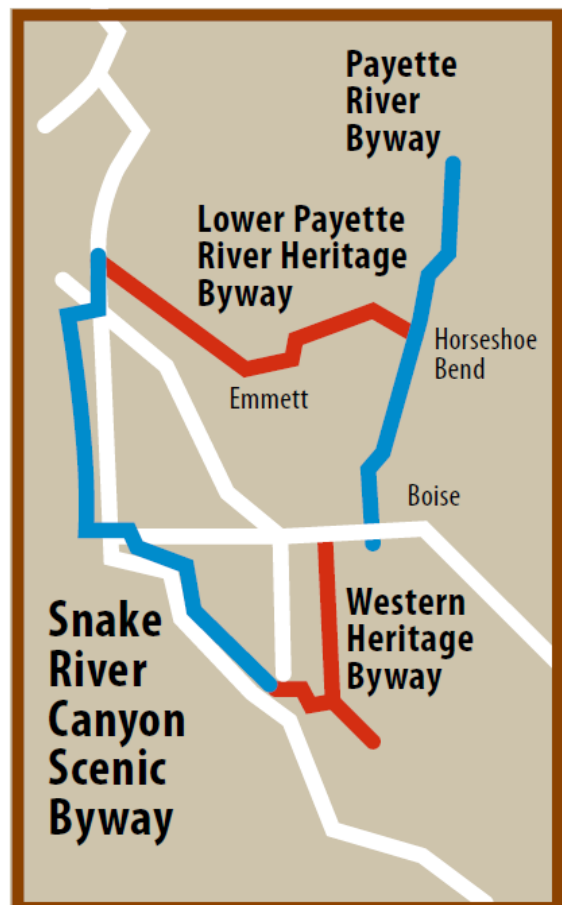 Payette
River
Byway
Lower Payette
River Heritage
Byway
Horseshoe
Bend
Emmett
Boise
Snake
River
Canyon
Scenic
Byway
Western
Heritage
Byway